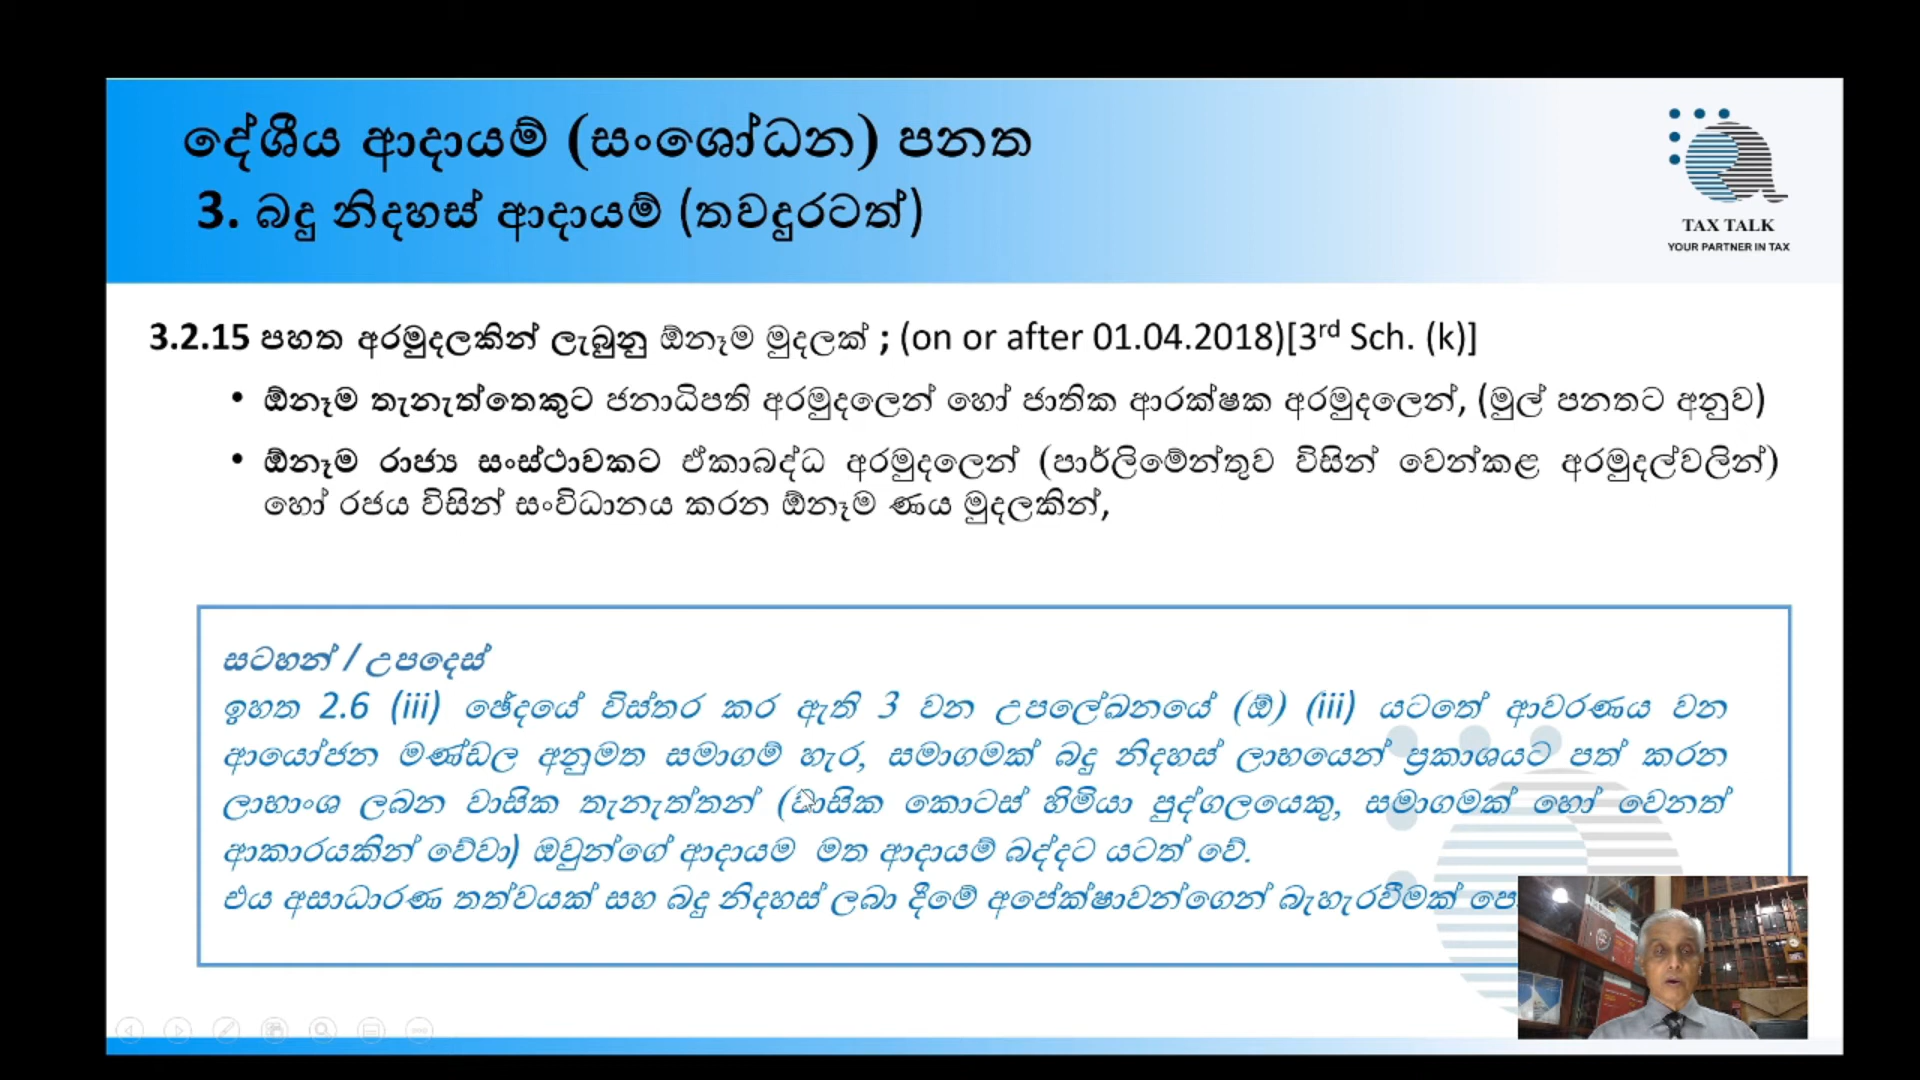 දේශීය ආදායම් (සංශෝධන) පනත
3. බදු නිදහස් ආදායම් (තවදුරටත්)
TAX TALK
YOUR PARTNER IN TAX
3.2.15 පහත අරමුදලකින් ලැබුනු ඕනෑම මුදලක් ; (on or after 01.04.2018)[3rd Sch. (k)]
• ඕනෑම තැනැත්තෙකුට ජනාධිපති අරමුදලෙන් හෝ ජාතික ආරක්ෂක අරමුදලෙන්, (මුල් පනතට අනුව)
• ඕනෑම රාජ්‍ය සංස්ථාවකට ඒකාබද්ධ අරමුදලෙන් (පාර්ලිමේන්තුව විසින් වෙන්කළ අරමුදල්වලින්)
හෝ රජය විසින් සංවිධානය කරන ඕනෑම ණය මුදලකින්,
සටහන් / උපදෙස්
ඉහත 2.6 (iii) ඡේදයේ විස්තර කර ඇති 3 වන උපලේඛනයේ (ඕ) (iii) යටතේ ආවරණය වන
ආයෝජන මණ්ඩල අනුමත සමාගම් හැර, සමාගමක් බදු නිදහස් ලාභයෙන් ප්‍රකාශයට පත් කරන
ලාභාංශ ලබන වාසික තැනැත්තන් (වාසික කොටස් හිමියා පුද්ගලයෙකු, සමාගමක් හෝ වෙනත්
ආකාරයකින් වේවා) ඔවුන්ගේ ආදායම මත ආදායම් බද්දට යටත් වේ.
එය අසාධාරණ තත්වයක් සහ බදු නිදහස් ලබා දීමේ අපේක්ෂාවන්ගෙන් බැහැරවීමක්